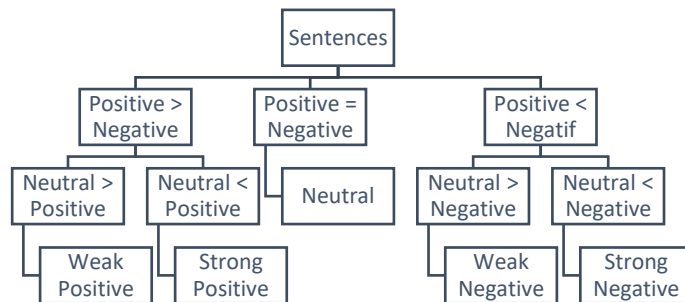 Sentences
Positive >
Negative
Positive =
Negative
Positive <
Negatif
Neutral >
Positive
Neutral <
Positive
Neutral
Neutral >
Negative
Neutral <
Negative
Weak
Positive
Strong
Positive
Weak
Negative
Strong
Negative